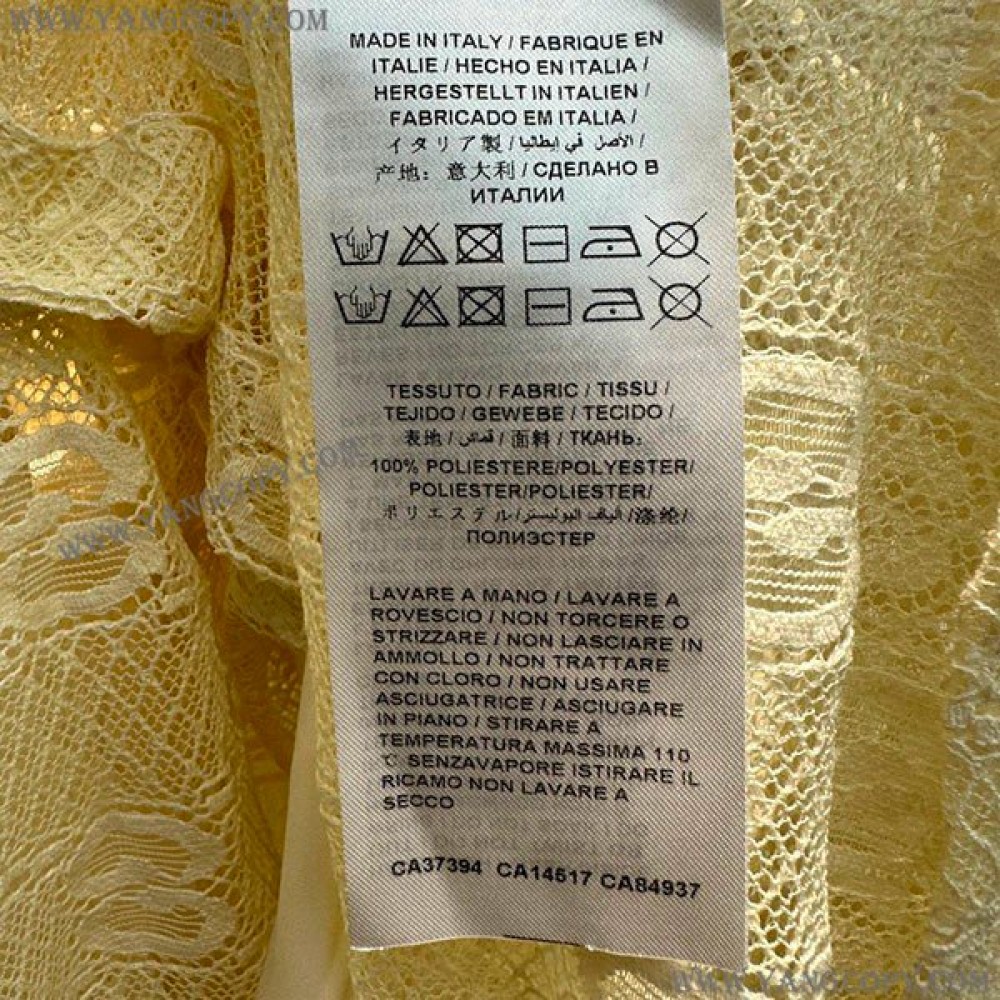 WWW.YANGCOPY.COM
MADE IN ITALY / FABRIQUE EN
ITALIE / HECHO EN ITALIA /
HERGESTELLT IN ITALIEN /
FABRICADO EM ITALIA /
イタリア製 / الأصل في إيطاليا /
产地：意大利 / СДЕЛАНО В
ИТАЛИИ
TESSUTO / FABRIC / TISSU /
TEJIDO / GEWEBE / TECIDO /
表地 / قماش / 面料 / ТКАНЬ:
100% POLIESTERE/POLYESTER/
POLIESTER/POLIESTER/
ポリエステル/الياف البوليستر/涤纶/
ПОЛИЭСТЕР
WWW.YANGCOPY.COM
LAVARE A MANO / LAVARE A
ROVESCIO / NON TORCERE O
STRIZZARE / NON LASCIARE IN
AMMOLLO / NON TRATTARE
CON CLORO / NON USARE
ASCIUGATRICE / ASCIUGARE
IN PIANO / STIRARE A
TEMPERATURA MASSIMA 110
℃ SENZAVAPORE ISTIRARE IL
RICAMO NON LAVARE A
SECCO
CA37394 CA14517 CA84937
WWW.YANGCOPY.COM